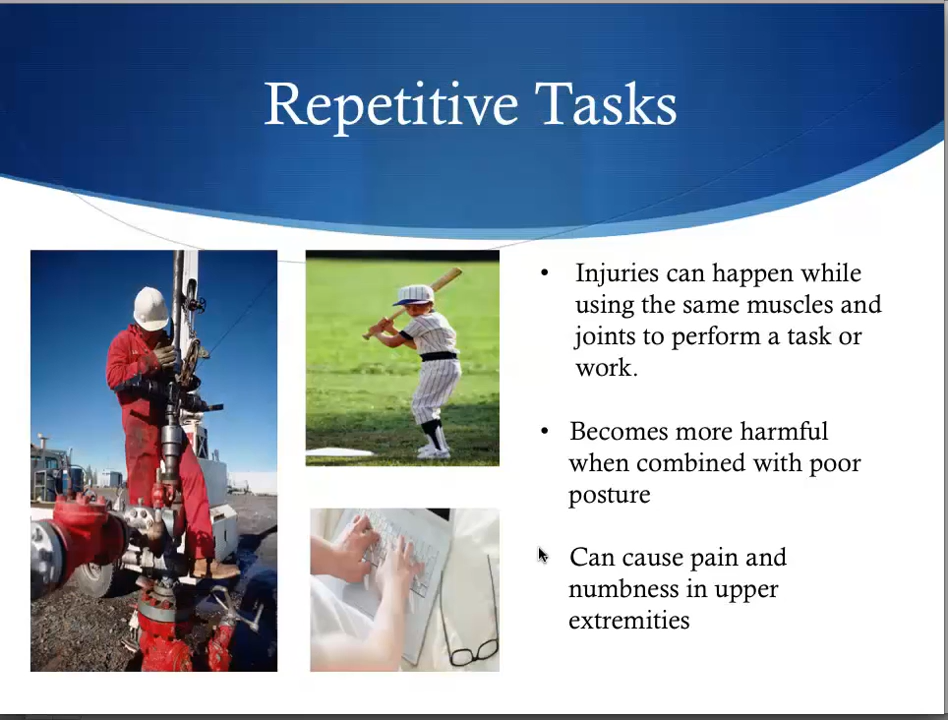 Repetitive Tasks
• Injuries can happen while
using the same muscles and
joints to perform a task or
work.
• Becomes more harmful
when combined with poor
posture
Can cause pain and
numbness in upper
extremities